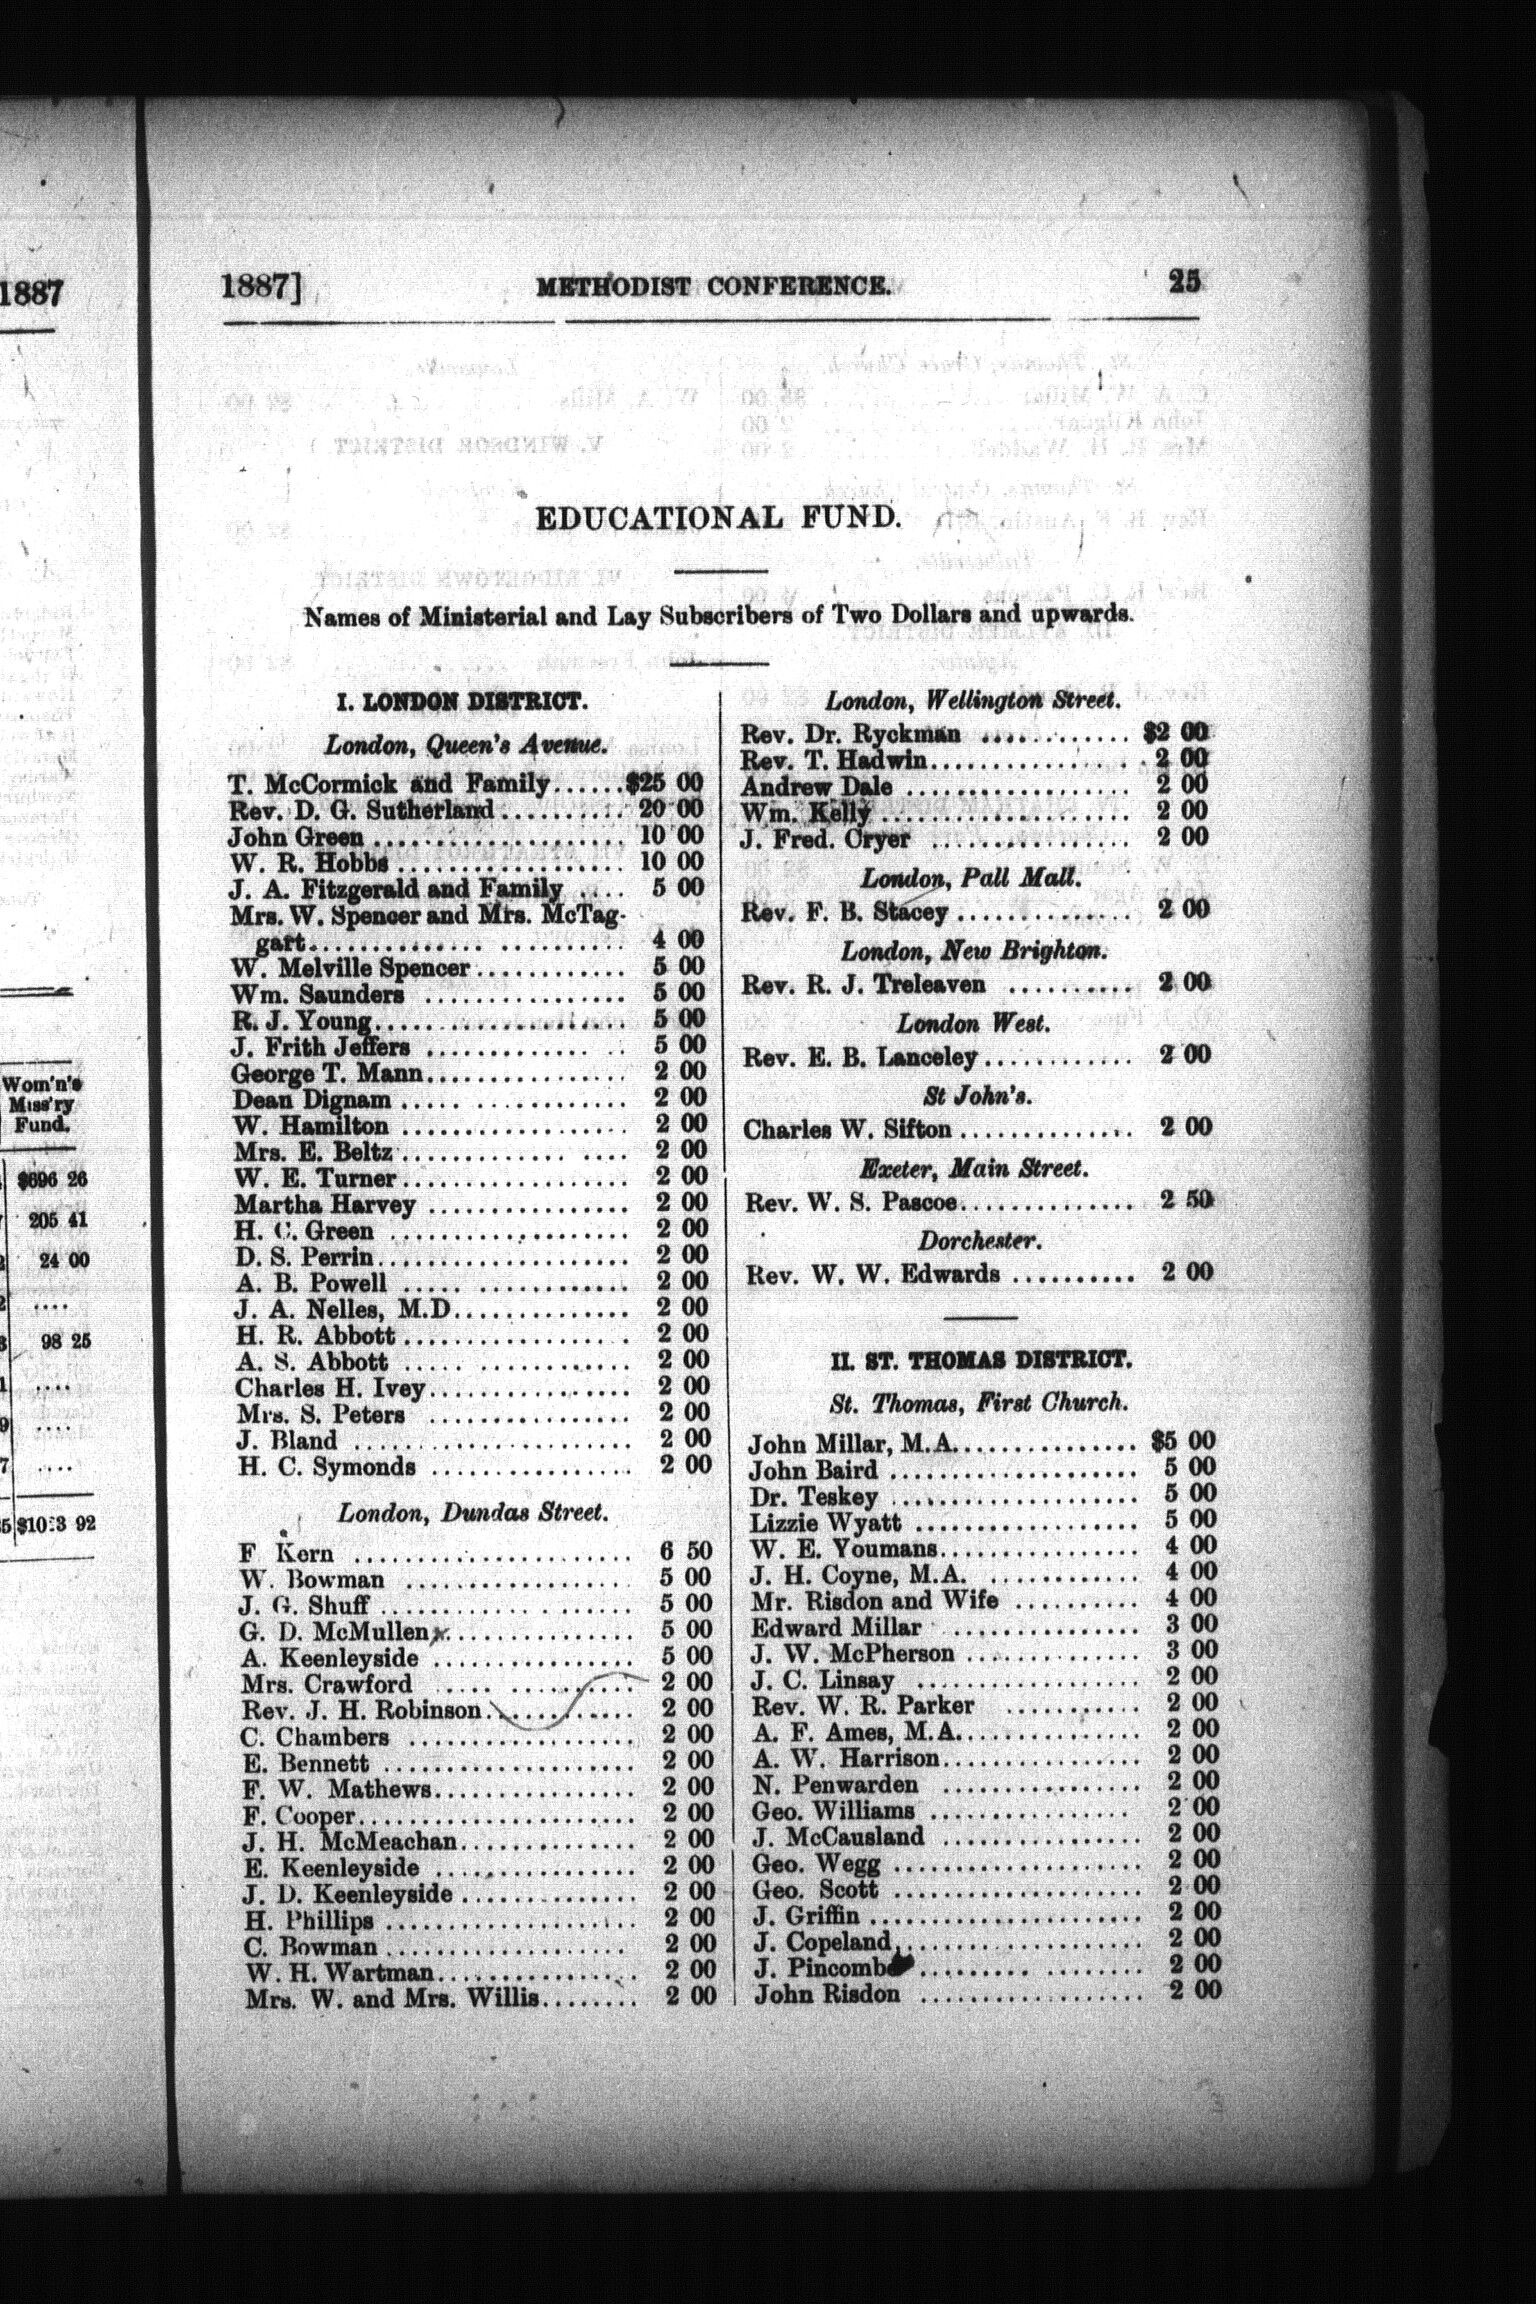 1887
Wom'n's
Miss'ry
Fund.
$696 26
205 41
24 00
....
98 25
....
....
....
92
1887]
METHODIST CONFERENCE.
25
EDUCATIONAL FUND.
Names of Ministerial and Lay Subscribers of Two Dollars and upwards.
I. LONDON DISTRICT.
London, Queen's Avenue.
T. McCormick and Family......$25 00
Rev. D. G. Sutherland.......... 20 00
John Green.................... 10 00
W. R. Hobbs.................. 10 00
J. A. Fitzgerald and Family .... 5 00
Mrs. W. Spencer and Mrs. McTag-
gart......................... 4 00
W. Melville Spencer............ 5 00
Wm. Saunders ................ 5 00
R. J. Young.................... 5 00
J. Frith Jeffers ............... 5 00
George T. Mann................ 2 00
Dean Dignam .................. 2 00
W. Hamilton .................. 2 00
Mrs. E. Beltz.................. 2 00
W. E. Turner.................. 2 00
Martha Harvey ................ 2 00
H. C. Green ................... 2 00
D. S. Perrin.................... 2 00
A. B. Powell .................. 2 00
J. A. Nelles, M.D.............. 2 00
H. R. Abbott.................. 2 00
A. S. Abbott .................. 2 00
Charles H. Ivey................ 2 00
Mrs. S. Peters ................ 2 00
J. Bland ...................... 2 00
H. C. Symonds ................ 2 00
London, Dundas Street.
F Kern ...................... 6 50
W. Bowman .................. 5 00
J. G. Shuff.................... 5 00
G. D. McMullen................ 5 00
A. Keenleyside ................ 5 00
Mrs. Crawford ................ 2 00
Rev. J. H. Robinson............ 2 00
C. Chambers .................. 2 00
E. Bennett .................... 2 00
F. W. Mathews................ 2 00
F. Cooper...................... 2 00
J. H. McMeachan.............. 2 00
E. Keenleyside ................ 2 00
J. D. Keenleyside .............. 2 00
H. Phillips .................... 2 00
C. Bowman .................... 2 00
W. H. Wartman................ 2 00
Mrs. W. and Mrs. Willis........ 2 00
London, Wellington Street.
Rev. Dr. Ryckman ............ $2 00
Rev. T. Hadwin................ 2 00
Andrew Dale .................. 2 00
Wm. Kelly .................... 2 00
J. Fred. Cryer ................ 2 00
London, Pall Mall.
Rev. F. B. Stacey .............. 2 00
London, New Brighton.
Rev. R. J. Treleaven .......... 2 00
London West.
Rev. E. B. Lanceley............ 2 00
St John's.
Charles W. Sifton.............. 2 00
Exeter, Main Street.
Rev. W. S. Pascoe.............. 2 50
Dorchester.
Rev. W. W. Edwards .......... 2 00
II. ST. THOMAS DISTRICT.
St. Thomas, First Church.
John Millar, M.A............... $5 00
John Baird .................... 5 00
Dr. Teskey .................... 5 00
Lizzie Wyatt .................. 5 00
W. E. Youmans................ 4 00
J. H. Coyne, M.A. ............ 4 00
Mr. Risdon and Wife .......... 4 00
Edward Millar ................ 3 00
J. W. McPherson .............. 3 00
J. C. Linsay .................. 2 00
Rev. W. R. Parker ........... 2 00
A. F. Ames, M.A............... 2 00
A. W. Harrison................ 2 00
N. Penwarden ................ 2 00
Geo. Williams ................ 2 00
J. McCausland ................ 2 00
Geo. Wegg .................... 2 00
Geo. Scott .................... 2 00
J. Griffin ...................... 2 00
J. Copeland.................... 2 00
J. Pincombe .................. 2 00
John Risdon .................. 2 00